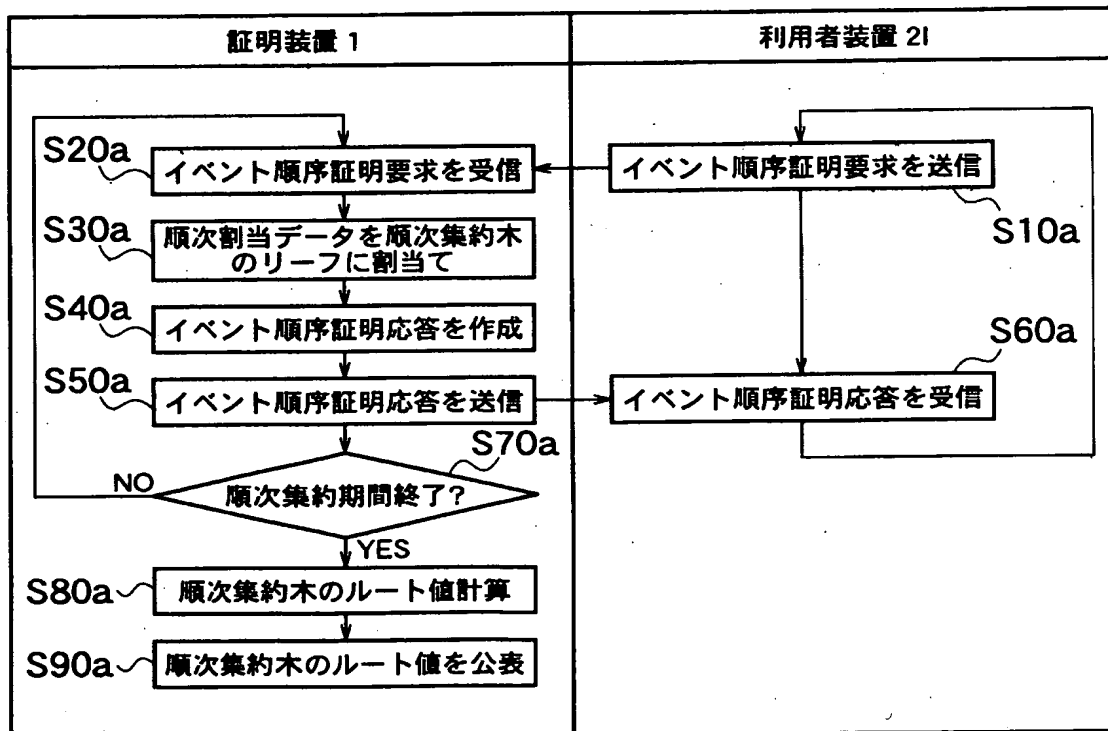 証明装置 1
利用者装置 2I
S20a
イベント順序証明要求を受信
イベント順序証明要求を送信
S10a
S30a
順次割当データを順次集約木
のリーフに割当て
S40a
イベント順序証明応答を作成
S50a
イベント順序証明応答を送信
S60a
イベント順序証明応答を受信
S70a
順次集約期間終了?
NO
YES
S80a
順次集約木のルート値計算
S90a
順次集約木のルート値を公表